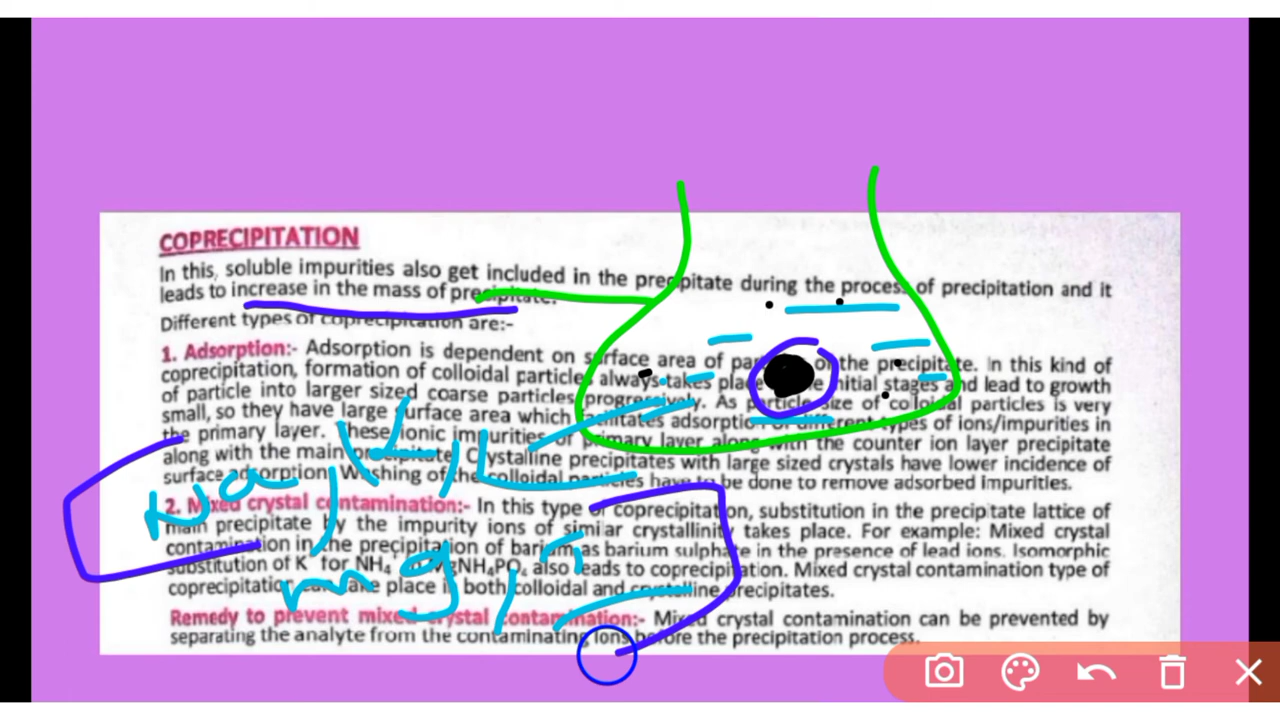 COPRECIPITATION
In this, soluble impurities also get included in the precipitate during the process of precipitation and it
leads to increase in the mass of precipitate.
Different types of coprecipitation are:-
1. Adsorption:- Adsorption is dependent on surface area of the precipitate. In this kind of
coprecipitation, formation of colloidal particles always takes place initial stages and lead to growth
of particle into larger sized coarse particles progressively. As particle size of colloidal particles is very
small, so they have large surface area which facilitates adsorption of different types of ions/impurities in
the primary layer. These ionic impurities of primary layer along with the counter ion layer precipitate
along with the main precipitate. Crystalline precipitates with large sized crystals have lower incidence of
surface adsorption. Washing of the colloidal particles have to be done to remove adsorbed impurities.
Na, K, L
2. Mixed crystal contamination:- In this type of coprecipitation, substitution in the precipitate lattice of
main precipitate by the impurity ions of similar crystallinity takes place. For example: Mixed crystal
contamination in the precipitation of barium as barium sulphate in the presence of lead ions. Isomorphic
substitution of K⁺ for NH₄ MgNH₄PO₄ also leads to coprecipitation. Mixed crystal contamination type of
coprecipitation can take place in both colloidal and crystalline precipitates.
mg,
Remedy to prevent mixed crystal contamination:- Mixed crystal contamination can be prevented by
separating the analyte from the contaminating ions before the precipitation process.